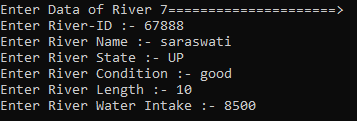 Enter Data of River 7=====================>
Enter River-ID :- 67888
Enter River Name :- saraswati
Enter River State :- UP
Enter River Condition :- good
Enter River Length :- 10
Enter River Water Intake :- 8500